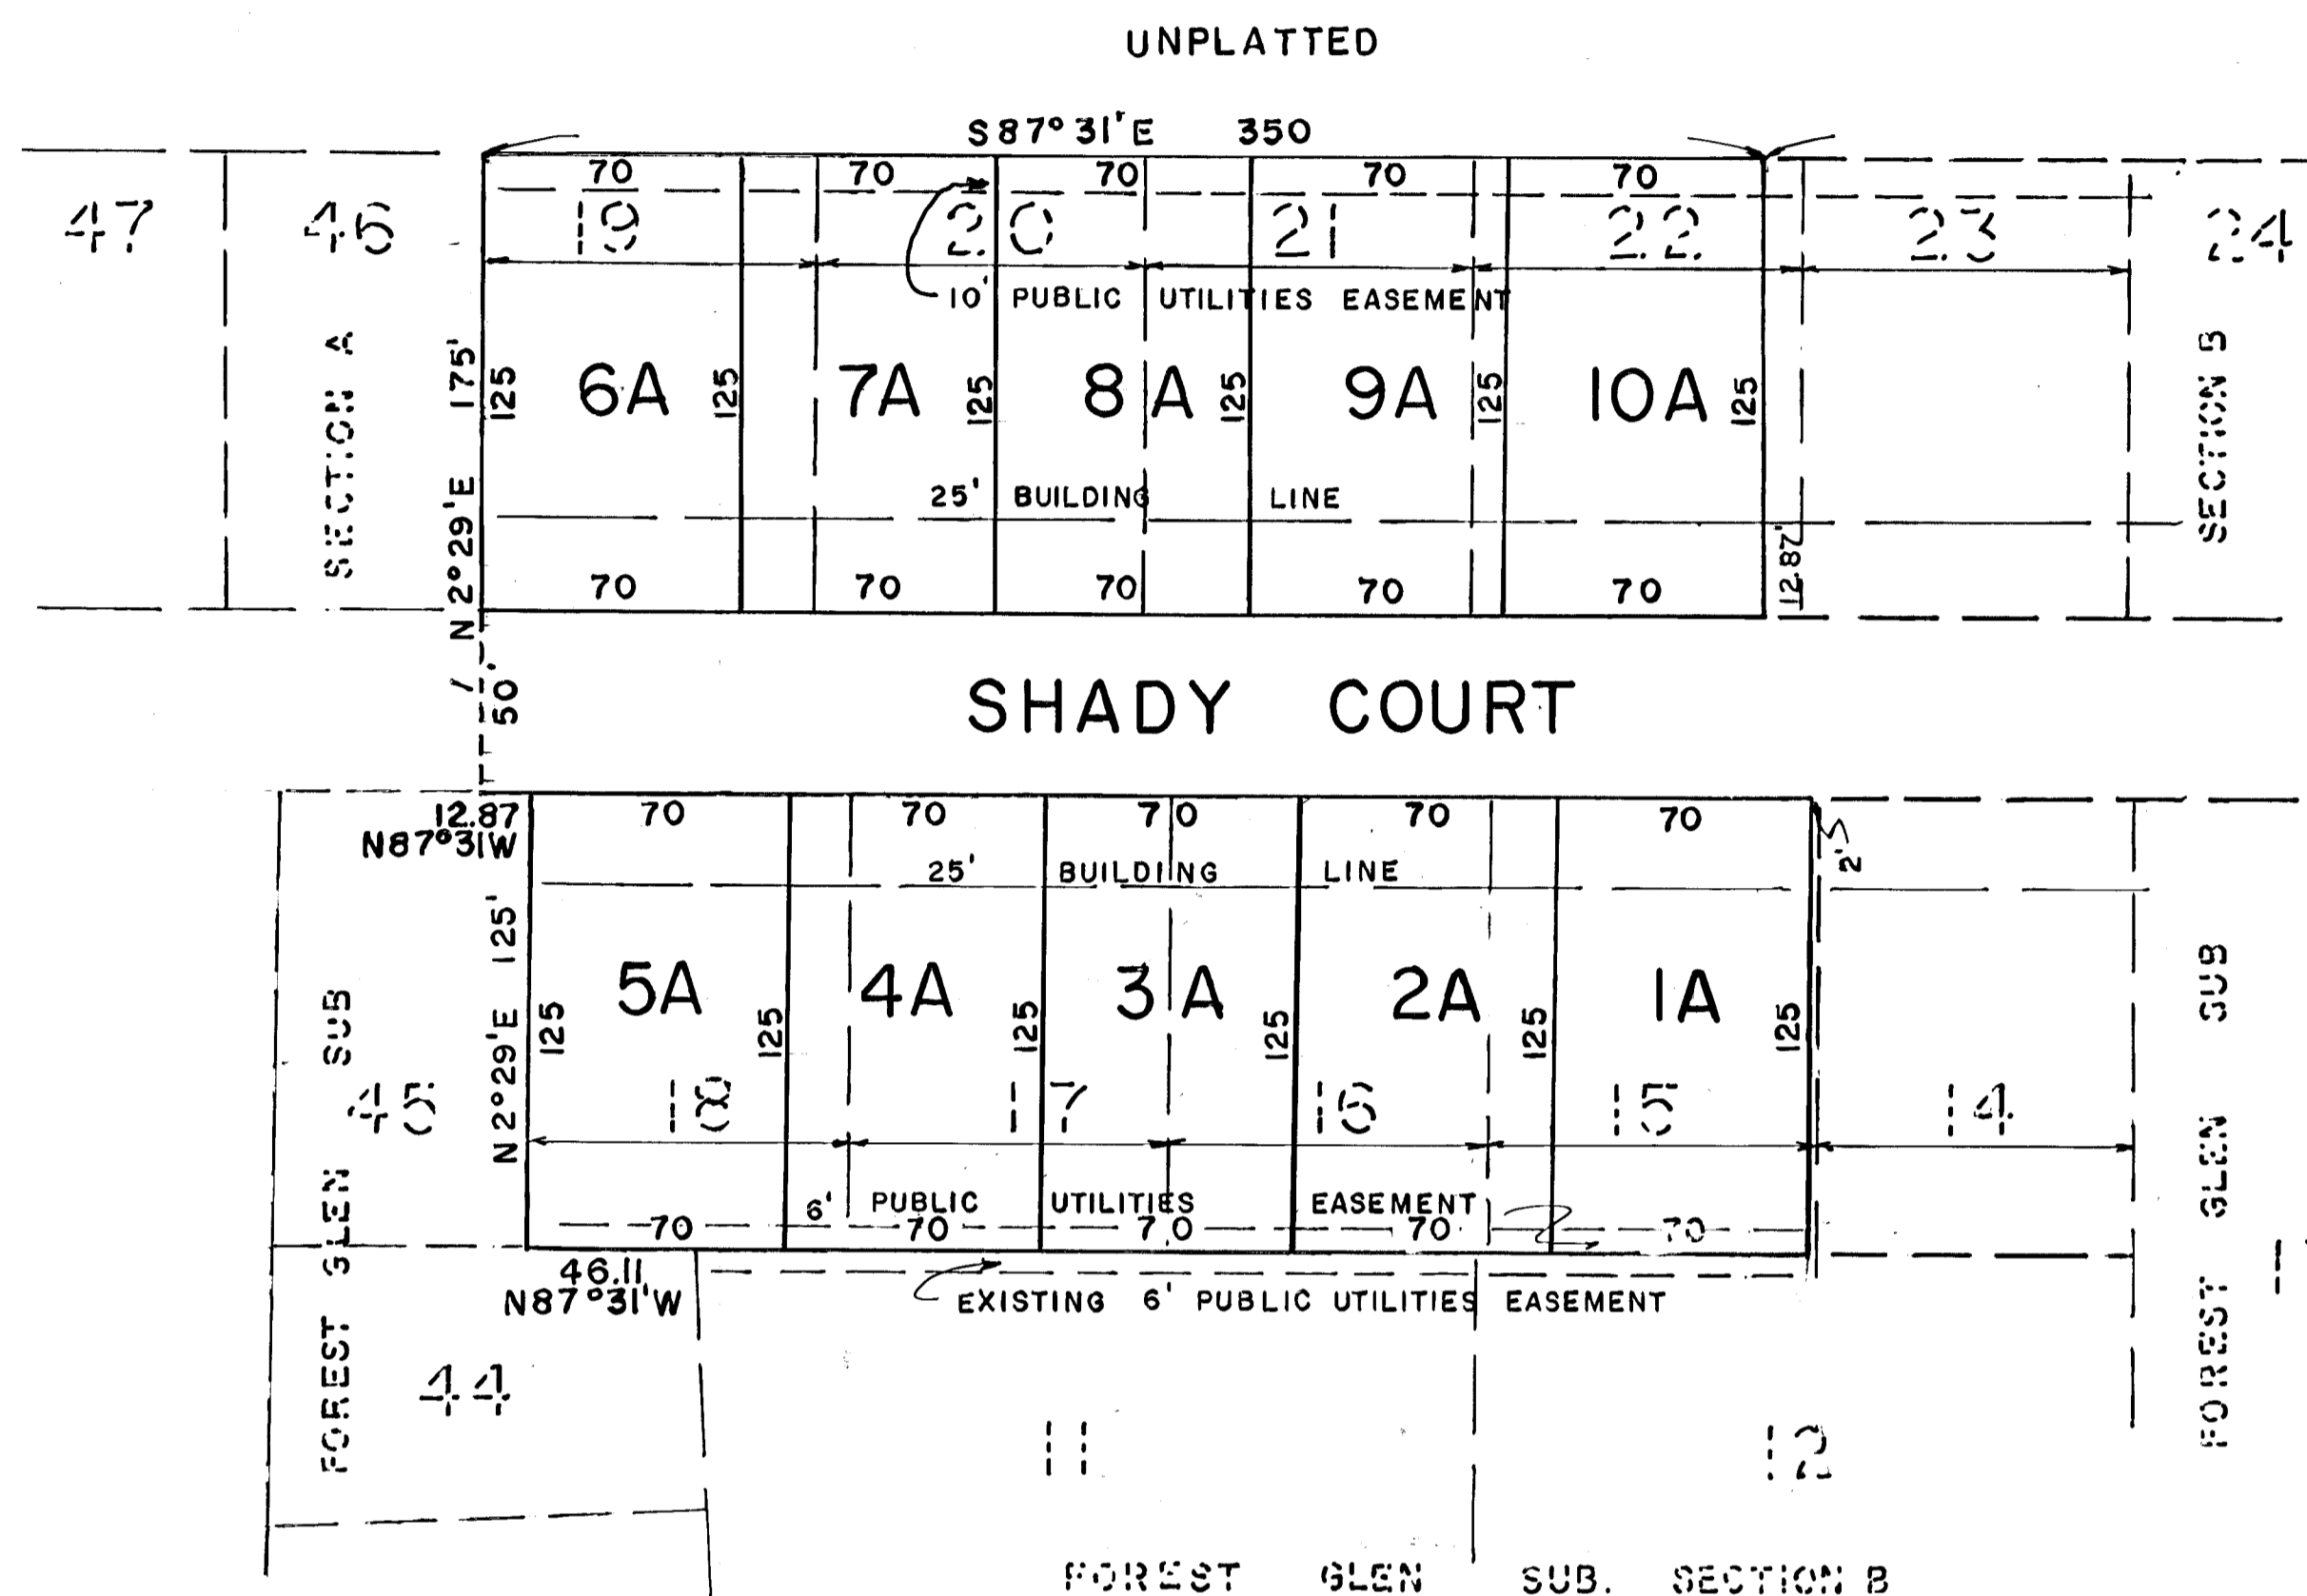 UNPLATTED
S87°31'E 350
70 70 70 70 70
47 46 19 20 21 22 23 24
10' PUBLIC UTILITIES EASEMENT
SECTION A
N 2°29'E 175'
125 6A 125 7A 125 8A 125 9A 125 10A 125
SECTION B
25' BUILDING LINE
12.87'
70 70 70 70 70
50'
SHADY COURT
12.87
N87°31W
70 70 70 70 70
2'
25' BUILDING LINE
N2°29'E 125'
5A 4A 3A 2A 1A
125 125 125 125 125 125
45 18 17 16 15 14
FOREST GLEN SUB
FOREST GLEN SUB
6' PUBLIC UTILITIES EASEMENT
70 70 70 70 70
46.11
N87°31'W
EXISTING 6' PUBLIC UTILITIES EASEMENT
44
11 12
FOREST GLEN SUB. SECTION B